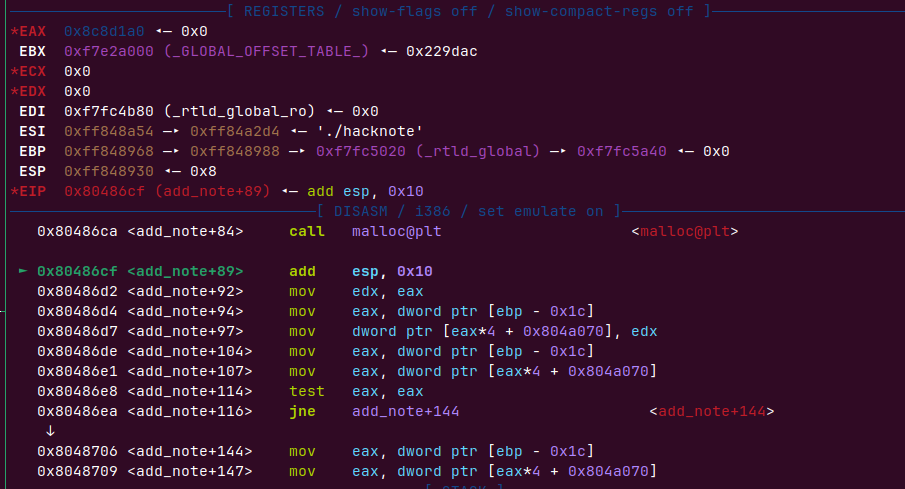 [ REGISTERS / show-flags off / show-compact-regs off ]
*EAX  0x8c8d1a0 ◂— 0x0
 EBX  0xf7e2a000 (_GLOBAL_OFFSET_TABLE_) ◂— 0x229dac
*ECX  0x0
*EDX  0x0
 EDI  0xf7fc4b80 (_rtld_global_ro) ◂— 0x0
 ESI  0xff848a54 —▸ 0xff84a2d4 ◂— './hacknote'
 EBP  0xff848968 —▸ 0xff848988 —▸ 0xf7fc5020 (_rtld_global) —▸ 0xf7fc5a40 ◂— 0x0
 ESP  0xff848930 ◂— 0x8
*EIP  0x80486cf (add_note+89) ◂— add esp, 0x10
[ DISASM / i386 / set emulate on ]
   0x80486ca <add_note+84>     call   malloc@plt                     <malloc@plt>
 ► 0x80486cf <add_note+89>     add    esp, 0x10
   0x80486d2 <add_note+92>     mov    edx, eax
   0x80486d4 <add_note+94>     mov    eax, dword ptr [ebp - 0x1c]
   0x80486d7 <add_note+97>     mov    dword ptr [eax*4 + 0x804a070], edx
   0x80486de <add_note+104>    mov    eax, dword ptr [ebp - 0x1c]
   0x80486e1 <add_note+107>    mov    eax, dword ptr [eax*4 + 0x804a070]
   0x80486e8 <add_note+114>    test   eax, eax
   0x80486ea <add_note+116>    jne    add_note+144                     <add_note+144>
    ↓
   0x8048706 <add_note+144>    mov    eax, dword ptr [ebp - 0x1c]
   0x8048709 <add_note+147>    mov    eax, dword ptr [eax*4 + 0x804a070]